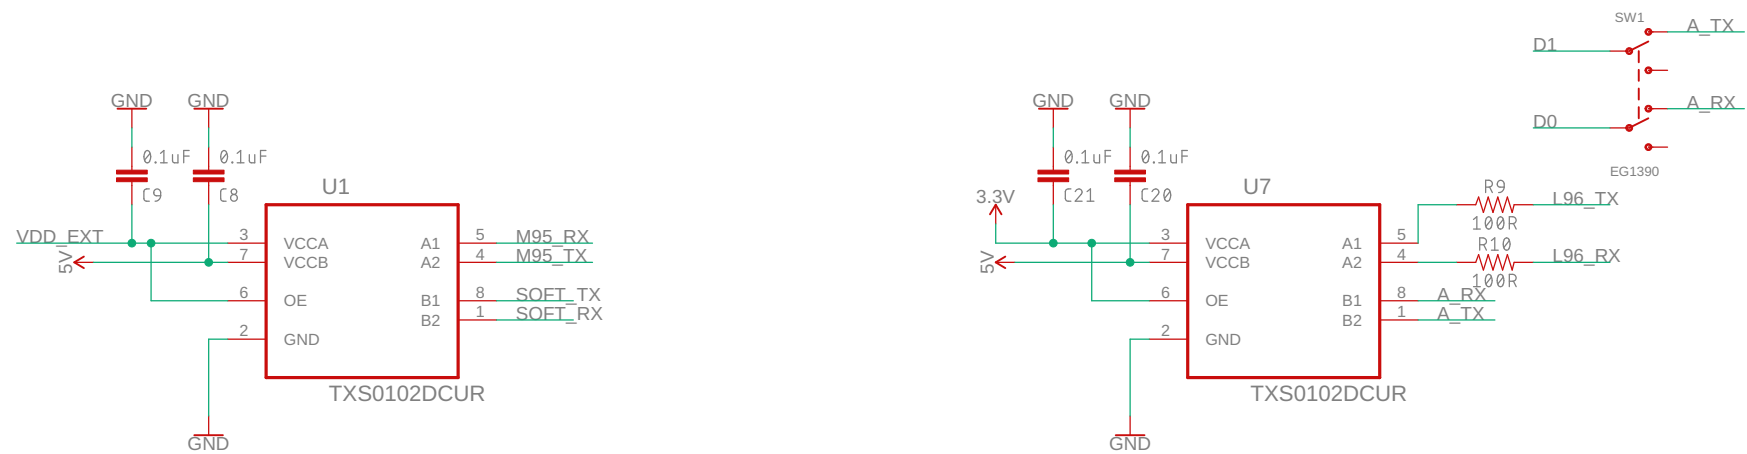 SW1
A_TX
D1
A_RX
D0
EG1390
GND
GND
0.1uF
0.1uF
C9
C8
U1
VDD_EXT
5V
3
VCCA
7
VCCB
6
OE
2
GND
A1
5
M95_RX
A2
4
M95_TX
B1
8
SOFT_TX
B2
1
SOFT_RX
TXS0102DCUR
GND
GND
GND
0.1uF
0.1uF
C21
C20
3.3V
U7
5V
3
VCCA
7
VCCB
6
OE
2
GND
A1
5
R9
100R
L96_TX
A2
4
R10
100R
L96_RX
B1
8
A_RX
B2
1
A_TX
TXS0102DCUR
GND